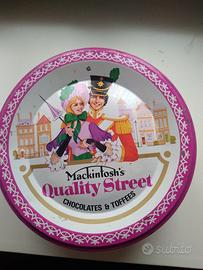 Mackintosh's
Quality Street
CHOCOLATES & TOFFEES
subito